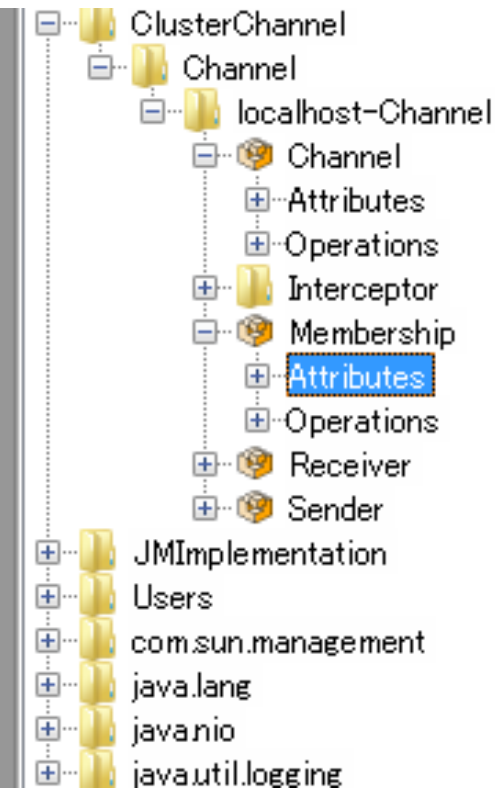 ClusterChannel
Channel
localhost-Channel
Channel
Attributes
Operations
Interceptor
Membership
Attributes
Operations
Receiver
Sender
JMImplementation
Users
com.sun.management
java.lang
java.nio
java.util.logging